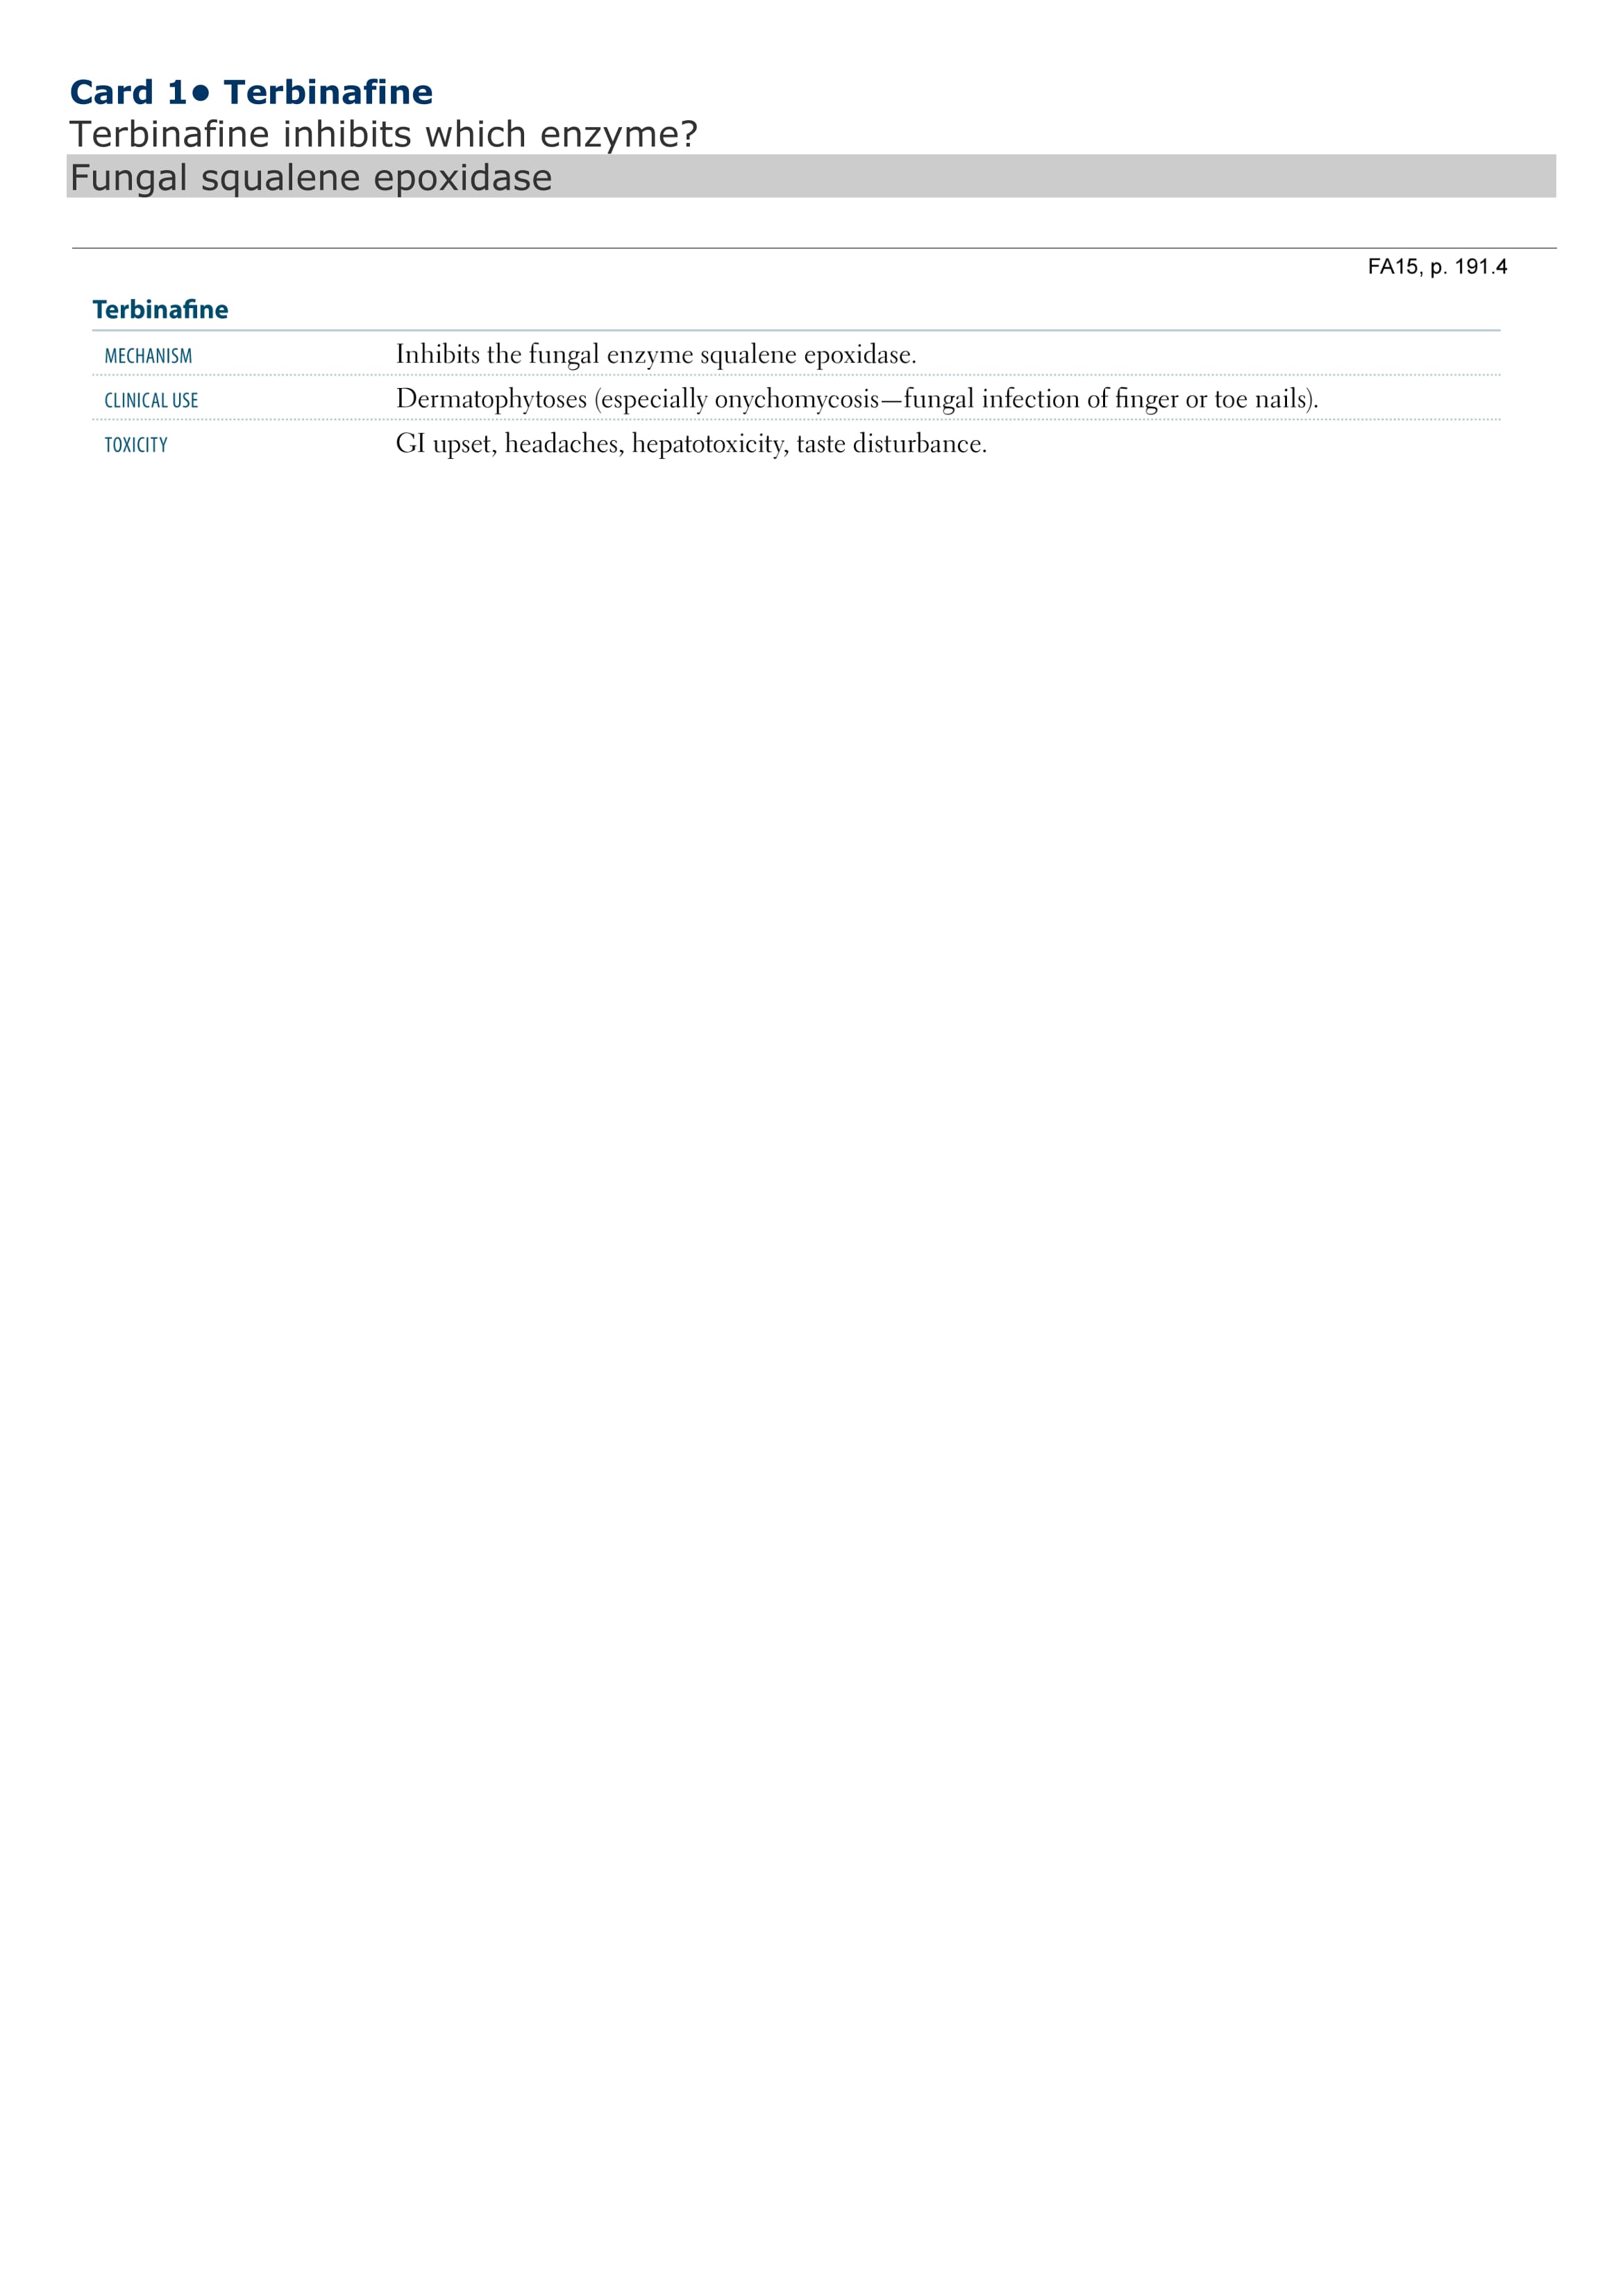 Card 1• Terbinafine
Terbinafine inhibits which enzyme?
Fungal squalene epoxidase
FA15, p. 191.4
Terbinafine
MECHANISM Inhibits the fungal enzyme squalene epoxidase.
CLINICAL USE Dermatophytoses (especially onychomycosis—fungal infection of finger or toe nails).
TOXICITY GI upset, headaches, hepatotoxicity, taste disturbance.